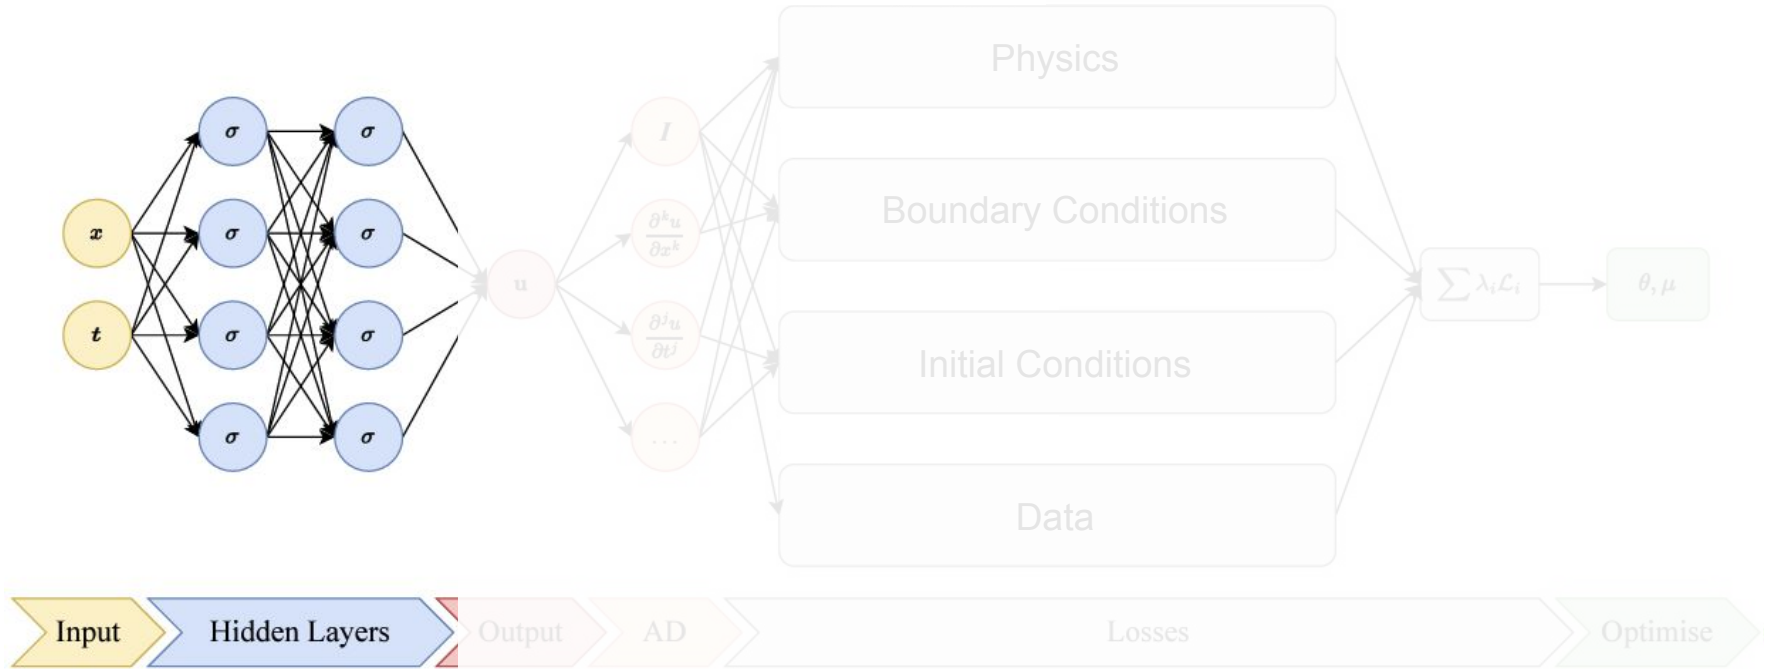 Physics
σ σ I
Boundary Conditions
x σ σ ∂ᵏu/∂xᵏ
u ∑ λᵢℒᵢ θ, μ
t σ σ ∂ʲu/∂tʲ
Initial Conditions
σ σ ...
Data
Input Hidden Layers Output AD Losses Optimise